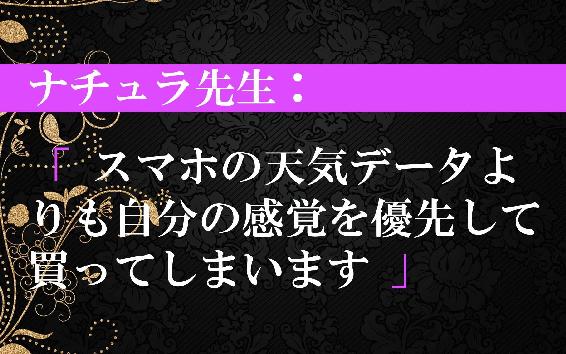 ナチュラ先生：
「 スマホの天気データよ
りも自分の感覚を優先して
買ってしまいます 」